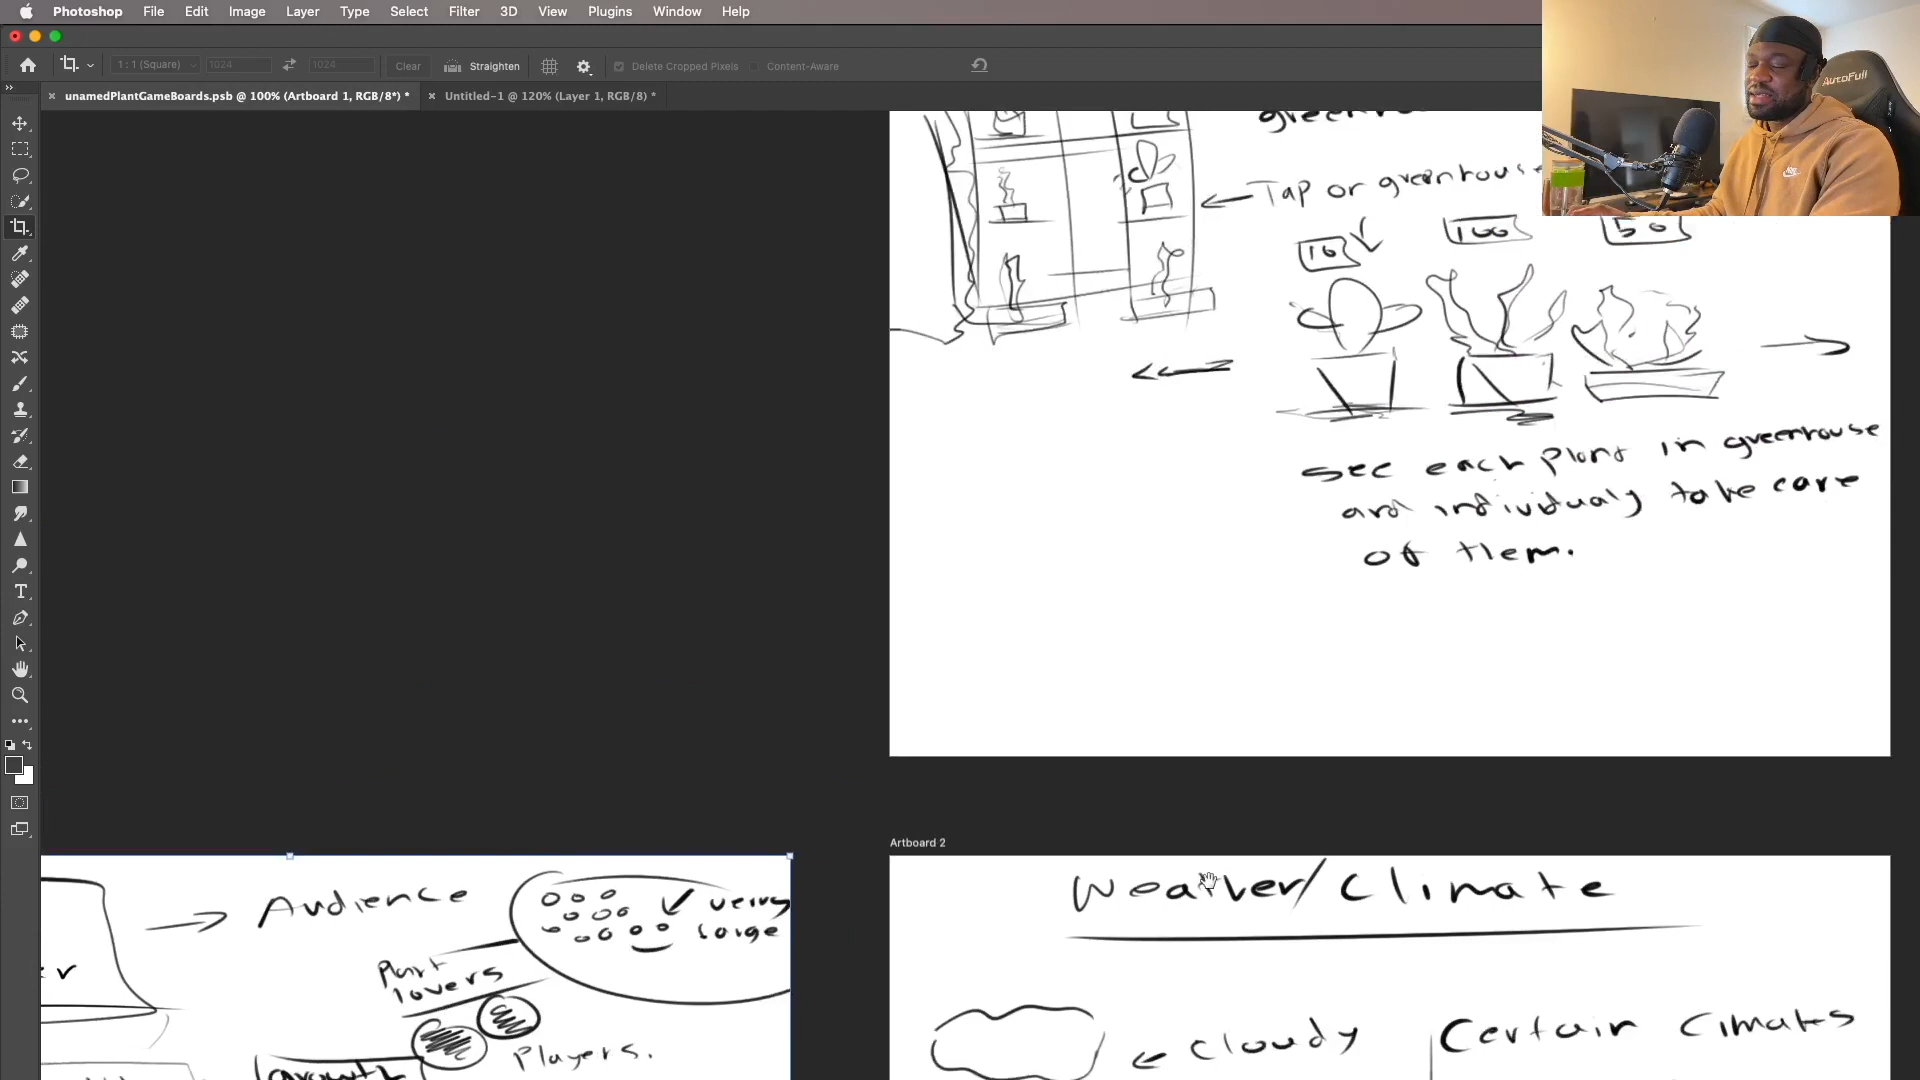 Photoshop File Edit Image Layer Type Select Filter 3D View Plugins Window Help
1 : 1 (Square) 1024 1024 Clear Straighten Delete Cropped Pixels Content-Aware
unamedPlantGameBoards.psb @ 100% (Artboard 1, RGB/8*) * Untitled-1 @ 120% (Layer 1, RGB/8) *
AutoFull
Tap or greenhouse
10 100 50
see each plant in greenhouse
and individualy take care
of them.
Artboard 2
Audience
very
large
Plant
lovers
Players.
growth
Weather/Climate
Cloudy
Certain Cimates